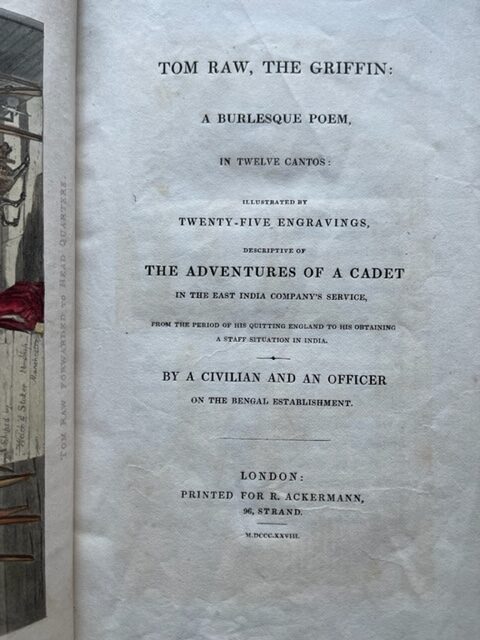 TOM RAW, THE GRIFFIN:
A BURLESQUE POEM,
IN TWELVE CANTOS:
ILLUSTRATED BY
TWENTY-FIVE ENGRAVINGS,
DESCRIPTIVE OF
THE ADVENTURES OF A CADET
IN THE EAST INDIA COMPANY'S SERVICE,
FROM THE PERIOD OF HIS QUITTING ENGLAND TO HIS OBTAINING
A STAFF SITUATION IN INDIA.
BY A CIVILIAN AND AN OFFICER
ON THE BENGAL ESTABLISHMENT.
LONDON:
PRINTED FOR R. ACKERMANN,
96, STRAND.
M.DCCC.XXVIII.
TOM RAW FORWARDED TO HEAD QUARTERS.